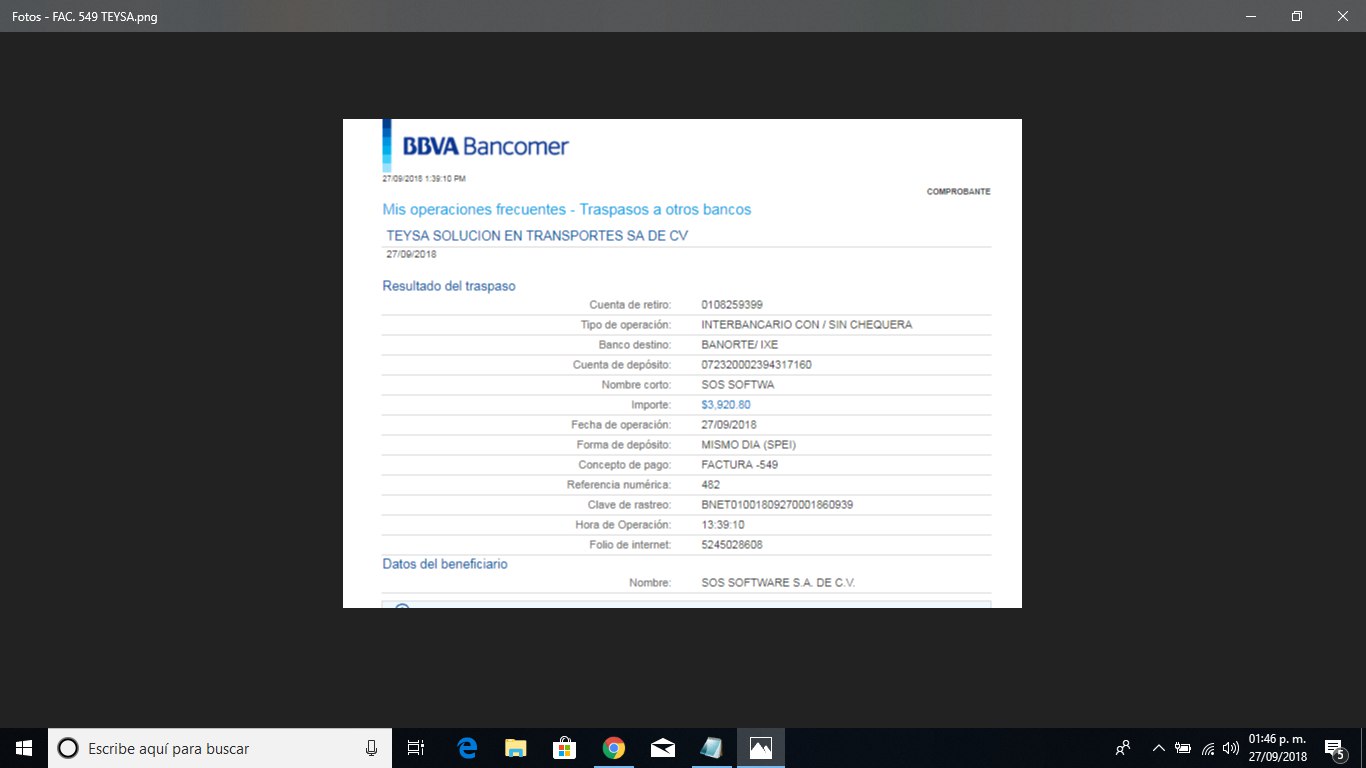 Fotos - FAC. 549 TEYSA.png
BBVA Bancomer
27/09/2018 1:39:10 PM
COMPROBANTE
Mis operaciones frecuentes - Traspasos a otros bancos
TEYSA SOLUCION EN TRANSPORTES SA DE CV
27/09/2018
Resultado del traspaso
Cuenta de retiro: 0108259399
Tipo de operación: INTERBANCARIO CON / SIN CHEQUERA
Banco destino: BANORTE/ IXE
Cuenta de depósito: 072320002394317160
Nombre corto: SOS SOFTWA
Importe: $3,920.80
Fecha de operación: 27/09/2018
Forma de depósito: MISMO DIA (SPEI)
Concepto de pago: FACTURA -549
Referencia numérica: 482
Clave de rastreo: BNET01001809270001860939
Hora de Operación: 13:39:10
Folio de internet: 5245028608
Datos del beneficiario
Nombre: SOS SOFTWARE S.A. DE C.V.
Escribe aquí para buscar
01:46 p. m.
27/09/2018
5